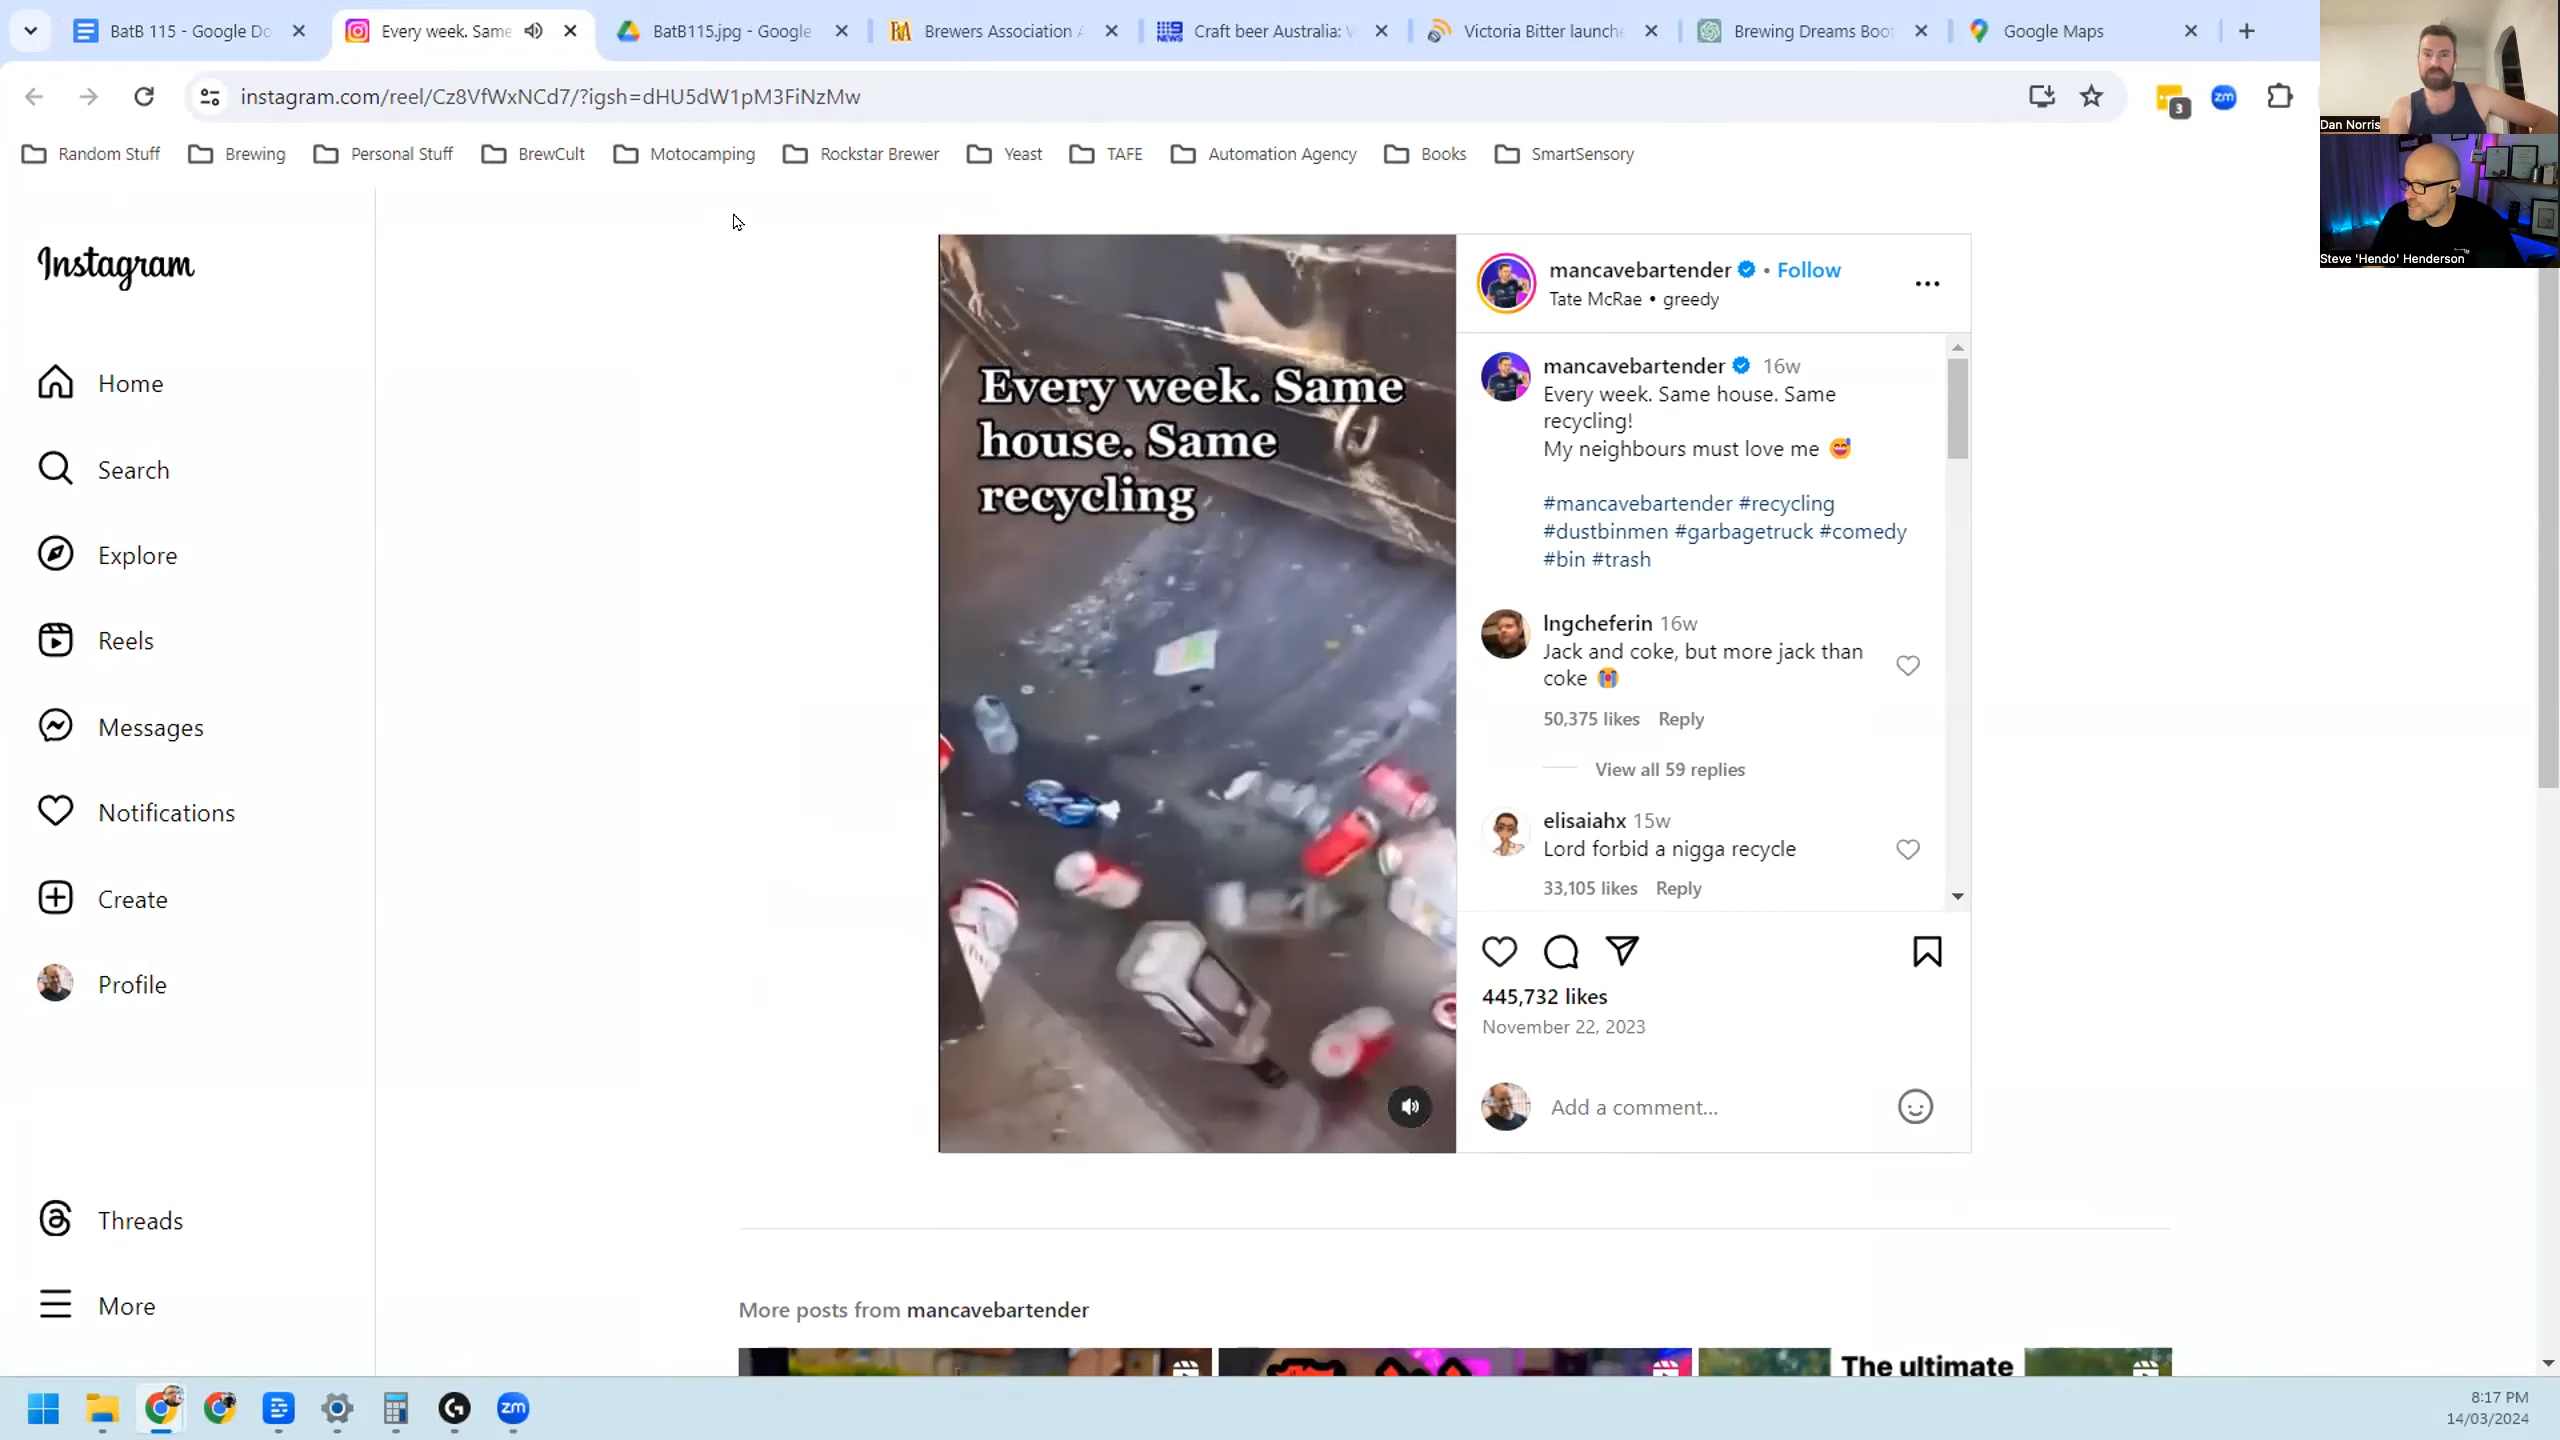 BatB 115 - Google Do
Every week. Same
BatB115.jpg - Google
Brewers Association
Craft beer Australia:
Victoria Bitter launche
Brewing Dreams Boo
Google Maps
instagram.com/reel/Cz8VfWxNCd7/?igsh=dHU5dW1pM3FiNzMw
3
zm
Random Stuff
Brewing
Personal Stuff
BrewCult
Motocamping
Rockstar Brewer
Yeast
TAFE
Automation Agency
Books
SmartSensory
Dan Norris
Steve 'Hendo' Henderson
Instagram
Home
Search
Explore
Reels
Messages
Notifications
Create
Profile
Threads
More
Every week. Same
house. Same
recycling
mancavebartender • Follow
Tate McRae • greedy
mancavebartender 16w
Every week. Same house. Same
recycling!
My neighbours must love me 😅
#mancavebartender #recycling
#dustbinmen #garbagetruck #comedy
#bin #trash
lngcheferin 16w
Jack and coke, but more jack than
coke 😭
50,375 likes Reply
View all 59 replies
elisaiahx 15w
Lord forbid a nigga recycle
33,105 likes Reply
445,732 likes
November 22, 2023
Add a comment...
More posts from mancavebartender
The ultimate
zm
8:17 PM
14/03/2024